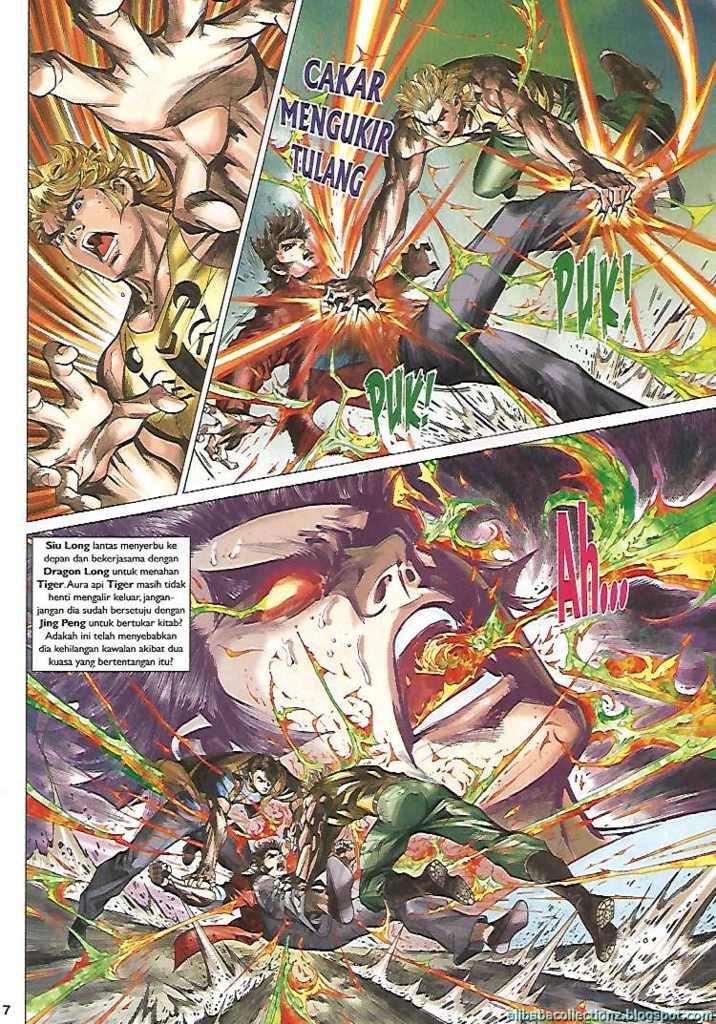 CAKAR
MENGUKIR
TULANG
PUK!
PUK!
Ah...
Siu Long lantas menyerbu ke
depan dan bekerjasama dengan
Dragon Long untuk menahan
Tiger. Aura api Tiger masih tidak
henti mengalir keluar, jangan-
jangan dia sudah bersetuju dengan
Jing Peng untuk bertukar kitab?
Adakah ini telah menyebabkan
dia kehilangan kawalan akibat dua
kuasa yang bertentangan itu?
7
alibabacollectionz.blogspot.com